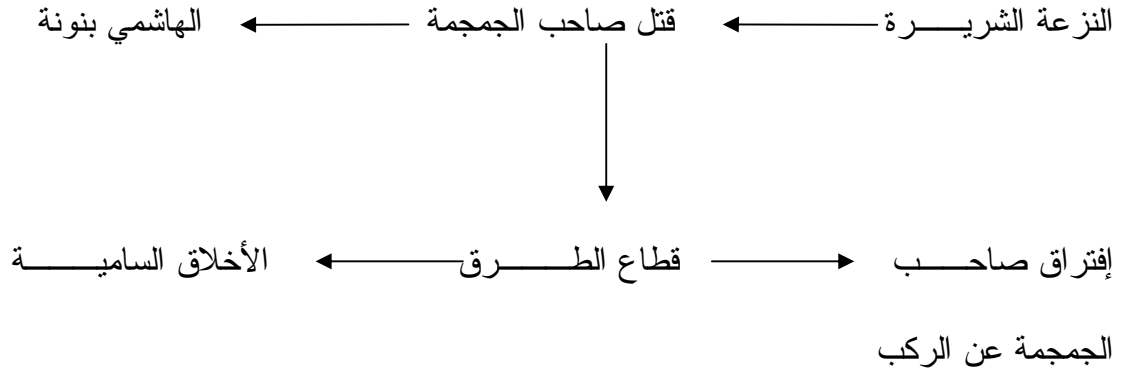 النزعة الشريـــرة قتل صاحب الجمجمة الهاشمي بنونة
إفتراق صاحـــب قطاع الطـــرق الأخلاق الساميـــة
الجمجمة عن الركب